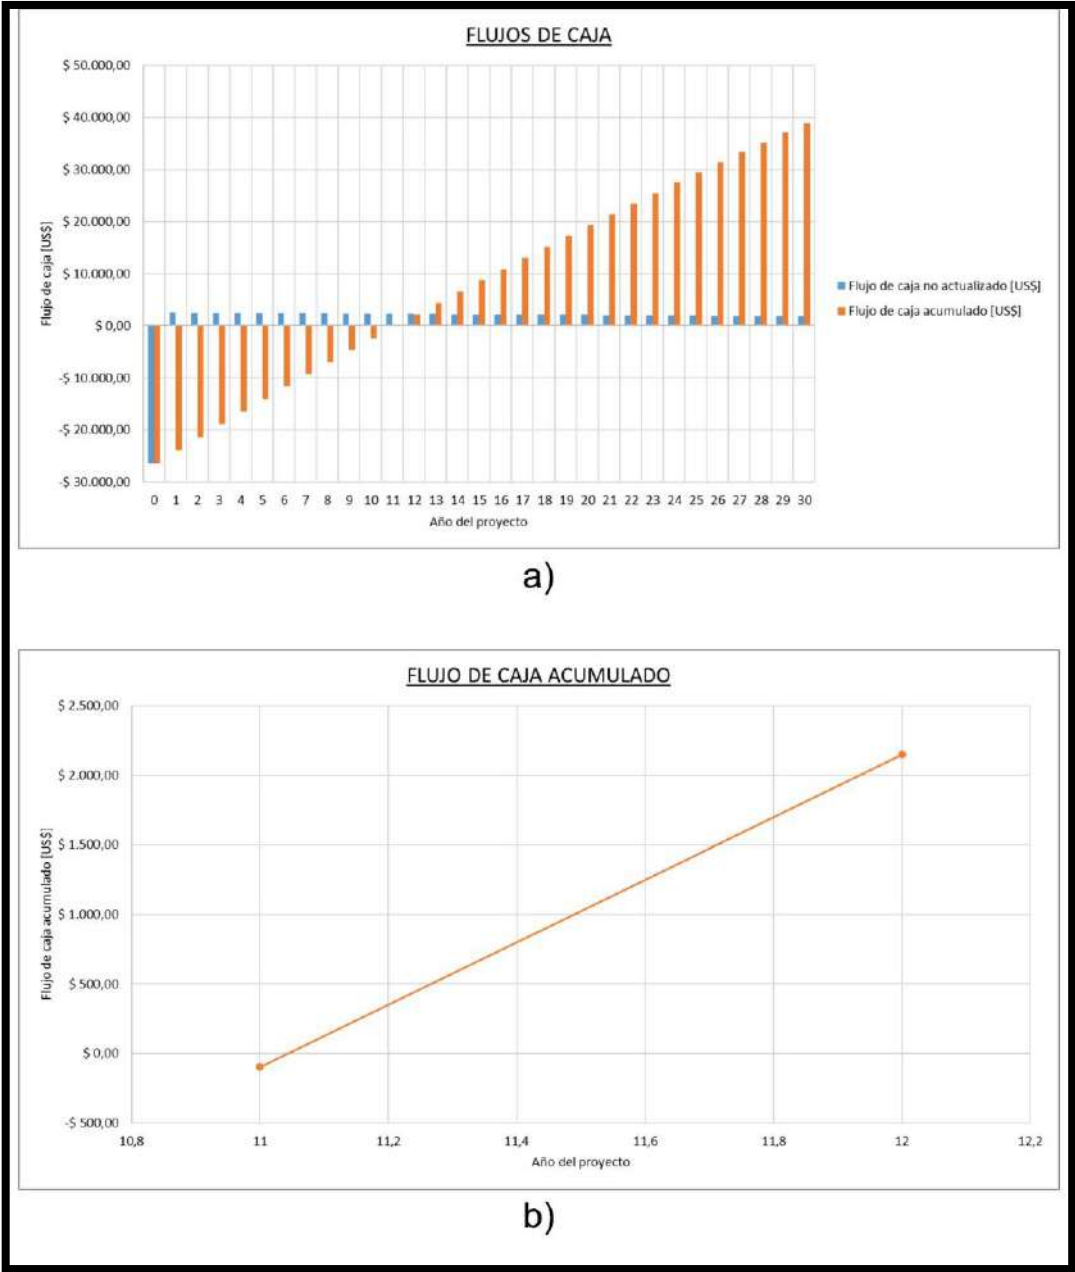 FLUJOS DE CAJA
$ 50.000,00
$ 40.000,00
$ 30.000,00
$ 20.000,00
$ 10.000,00
$ 0,00
-$ 10.000,00
-$ 20.000,00
-$ 30.000,00
Flujo de caja [US$]
0 1 2 3 4 5 6 7 8 9 10 11 12 13 14 15 16 17 18 19 20 21 22 23 24 25 26 27 28 29 30
Año del proyecto
Flujo de caja no actualizado [US$]
Flujo de caja acumulado [US$]
a)
FLUJO DE CAJA ACUMULADO
$ 2.500,00
$ 2.000,00
$ 1.500,00
$ 1.000,00
$ 500,00
$ 0,00
-$ 500,00
Flujo de caja acumulado [US$]
10,8 11 11,2 11,4 11,6 11,8 12 12,2
Año del proyecto
b)